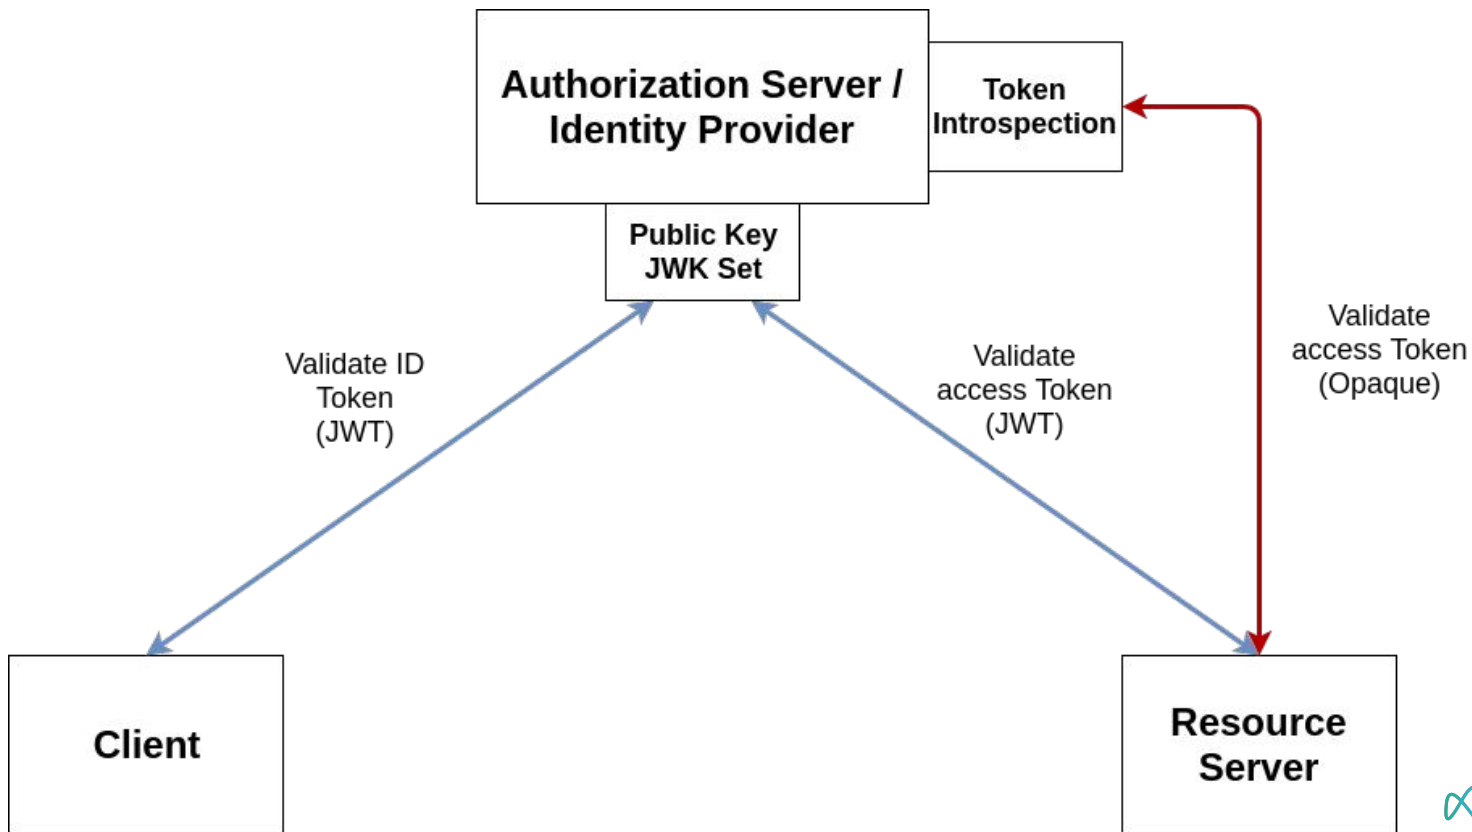 Authorization Server /
Identity Provider
Token
Introspection
Public Key
JWK Set
Validate ID
Token
(JWT)
Validate
access Token
(JWT)
Validate
access Token
(Opaque)
Client
Resource
Server